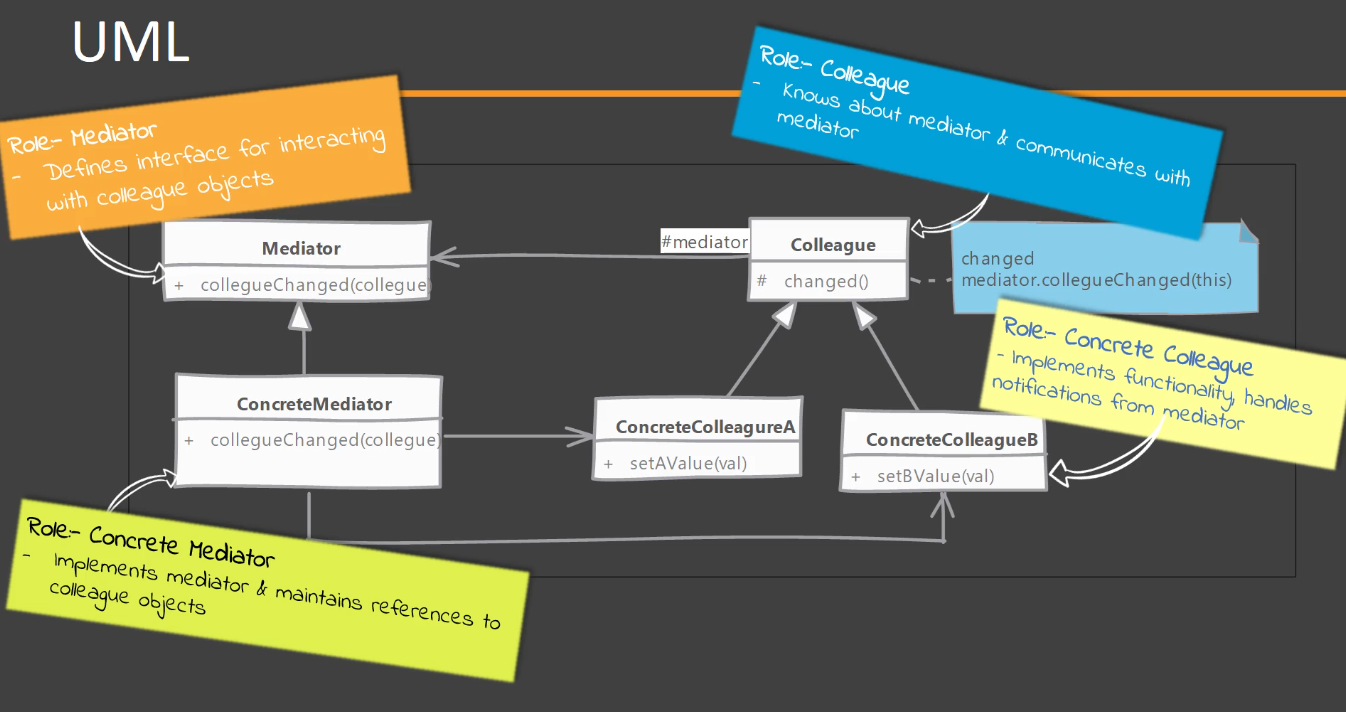 UML
Role:- Mediator
- Defines interface for interacting
with colleague objects
Role:- Colleague
- Knows about mediator & communicates with
mediator
Mediator
+ collegueChanged(collegue
#mediator
Colleague
# changed()
changed
mediator.collegueChanged(this)
Role:- Concrete Colleague
- Implements functionality, handles
notifications from mediator
ConcreteMediator
+ collegueChanged(collegue)
ConcreteColleagureA
+ setAValue(val)
ConcreteColleagueB
+ setBValue(val)
Role:- Concrete Mediator
- Implements mediator & maintains references to
colleague objects